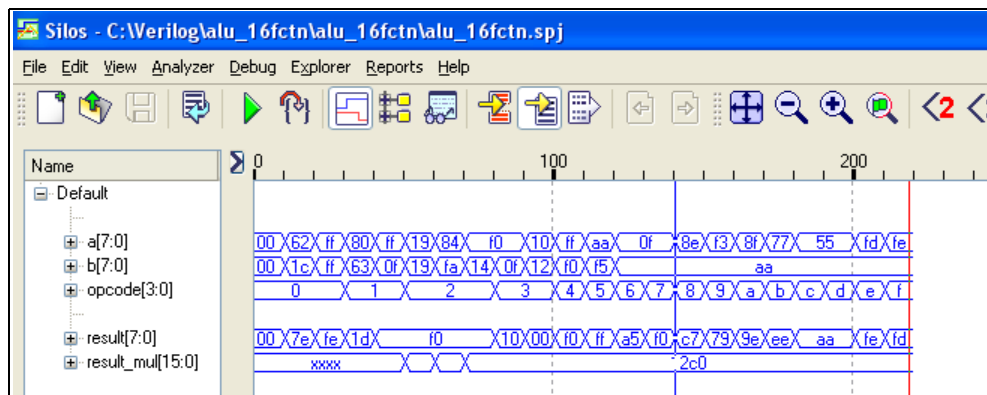 Silos - C:\Verilog\alu_16fctn\alu_16fctn\alu_16fctn.spj
File Edit View Analyzer Debug Explorer Reports Help
<2 <
Name 0 100 200
Default
a[7:0] 00 62 ff 80 ff 19 84 f0 10 ff aa 0f 8e f3 8f 77 55 fd fe
b[7:0] 00 1c ff 63 0f 19 fa 14 0f 12 f0 f5 aa
opcode[3:0] 0 1 2 3 4 5 6 7 8 9 a b c d e f
result[7:0] 00 7e fe 1d f0 10 00 f0 ff a5 f0 c7 79 9e ee aa fe fd
result_mul[15:0] xxxx 2c0